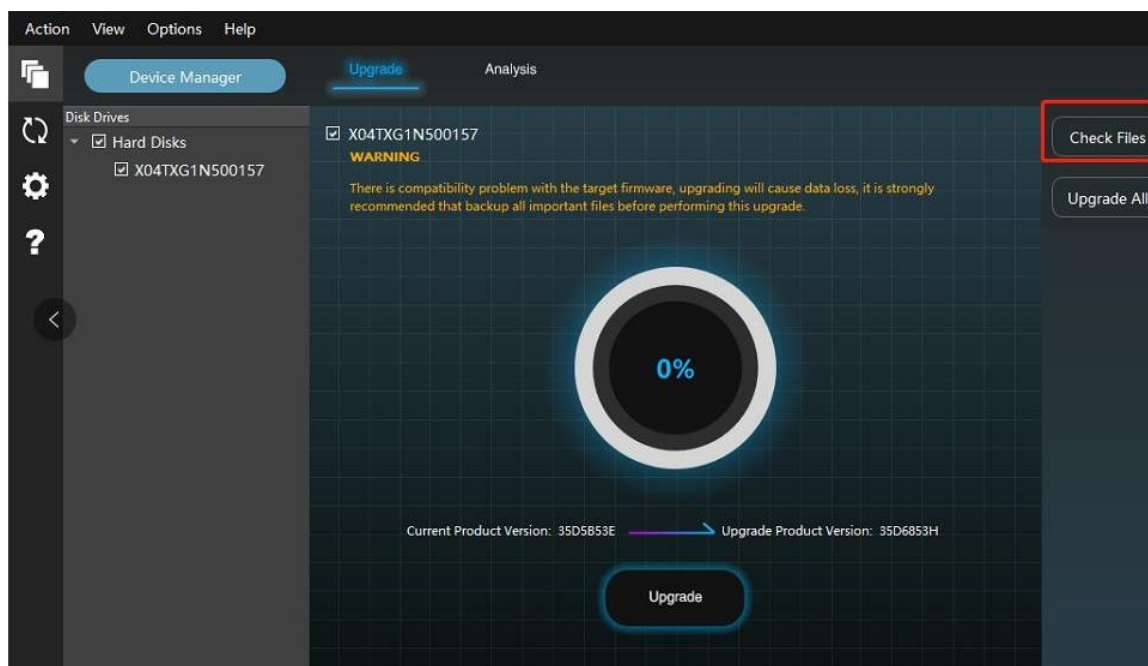 Action View Options Help
Device Manager
Upgrade Analysis
Disk Drives
Hard Disks
X04TXG1N500157
X04TXG1N500157
WARNING
There is compatibility problem with the target firmware, upgrading will cause data loss, it is strongly
recommended that backup all important files before performing this upgrade.
0%
Current Product Version: 35D5B53E
Upgrade Product Version: 35D6853H
Upgrade
Check Files
Upgrade All